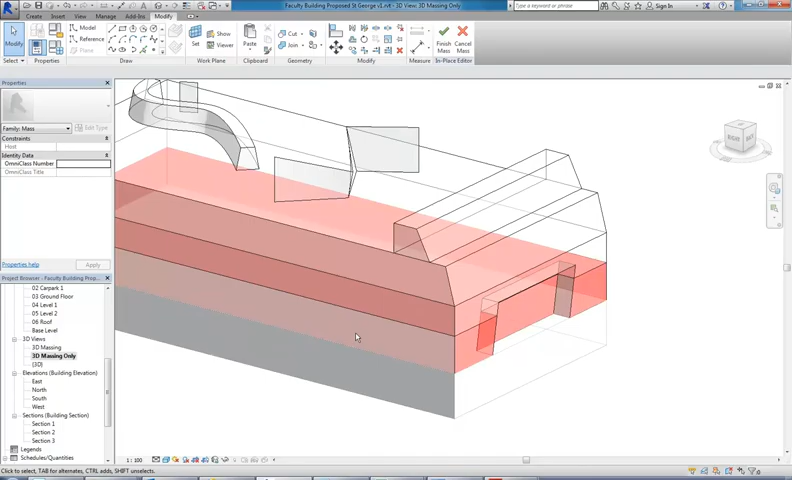 Faculty Building Proposed St George v1.rvt - 3D View: 3D Massing Only
Type a keyword or phrase
Sign In
Create
Insert
View
Manage
Add-Ins
Modify
Modify
Model
Reference
Plane
Set
Show
Viewer
Paste
Cut
Join
Finish
Mass
Cancel
Mass
Select
Properties
Draw
Work Plane
Clipboard
Geometry
Modify
Measure
In-Place Editor
Properties
Family: Mass
Edit Type
Constraints
Host
Identity Data
OmniClass Number
OmniClass Title
Properties help
Apply
Project Browser - Faculty Building Propos
02 Carpark 1
03 Ground Floor
04 Level 1
05 Level 2
06 Roof
Base Level
3D Views
3D Massing
3D Massing Only
{3D}
Elevations (Building Elevation)
East
North
South
West
Sections (Building Section)
Section 1
Section 2
Section 3
Legends
Schedules/Quantities
RIGHT
1 : 100
Click to select, TAB for alternates, CTRL adds, SHIFT unselects.